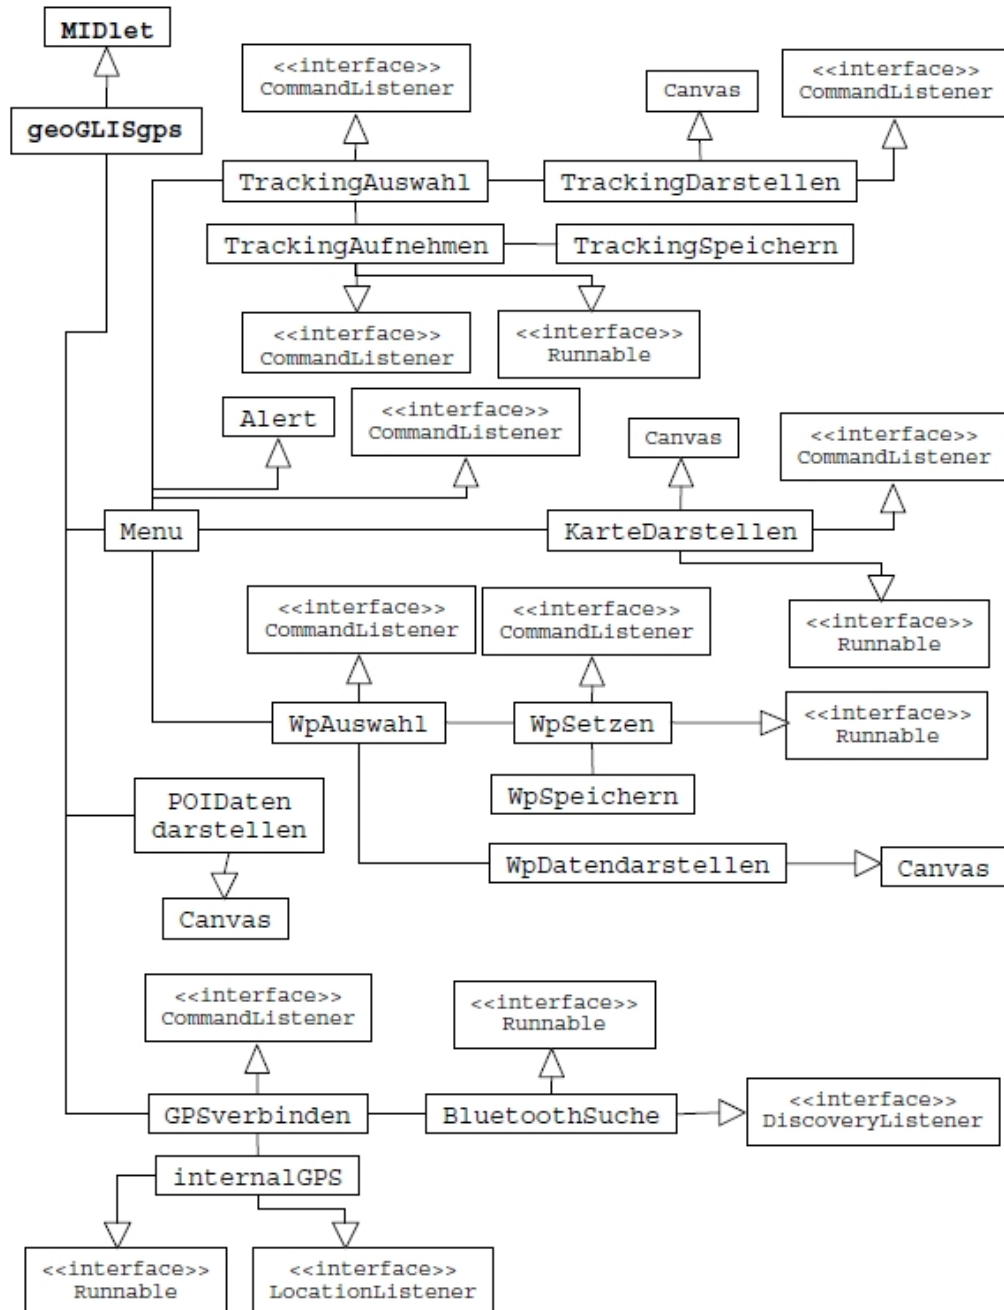 MIDlet
<<interface>>
CommandListener
Canvas
<<interface>>
CommandListener
geoGLISgps
TrackingAuswahl
TrackingDarstellen
TrackingAufnehmen
TrackingSpeichern
<<interface>>
CommandListener
<<interface>>
Runnable
Alert
<<interface>>
CommandListener
Canvas
<<interface>>
CommandListener
Menu
KarteDarstellen
<<interface>>
CommandListener
<<interface>>
CommandListener
<<interface>>
Runnable
WpAuswahl
WpSetzen
<<interface>>
Runnable
WpSpeichern
POIDaten
darstellen
WpDatendarstellen
Canvas
Canvas
<<interface>>
CommandListener
<<interface>>
Runnable
GPSverbinden
BluetoothSuche
<<interface>>
DiscoveryListener
internalGPS
<<interface>>
Runnable
<<interface>>
LocationListener